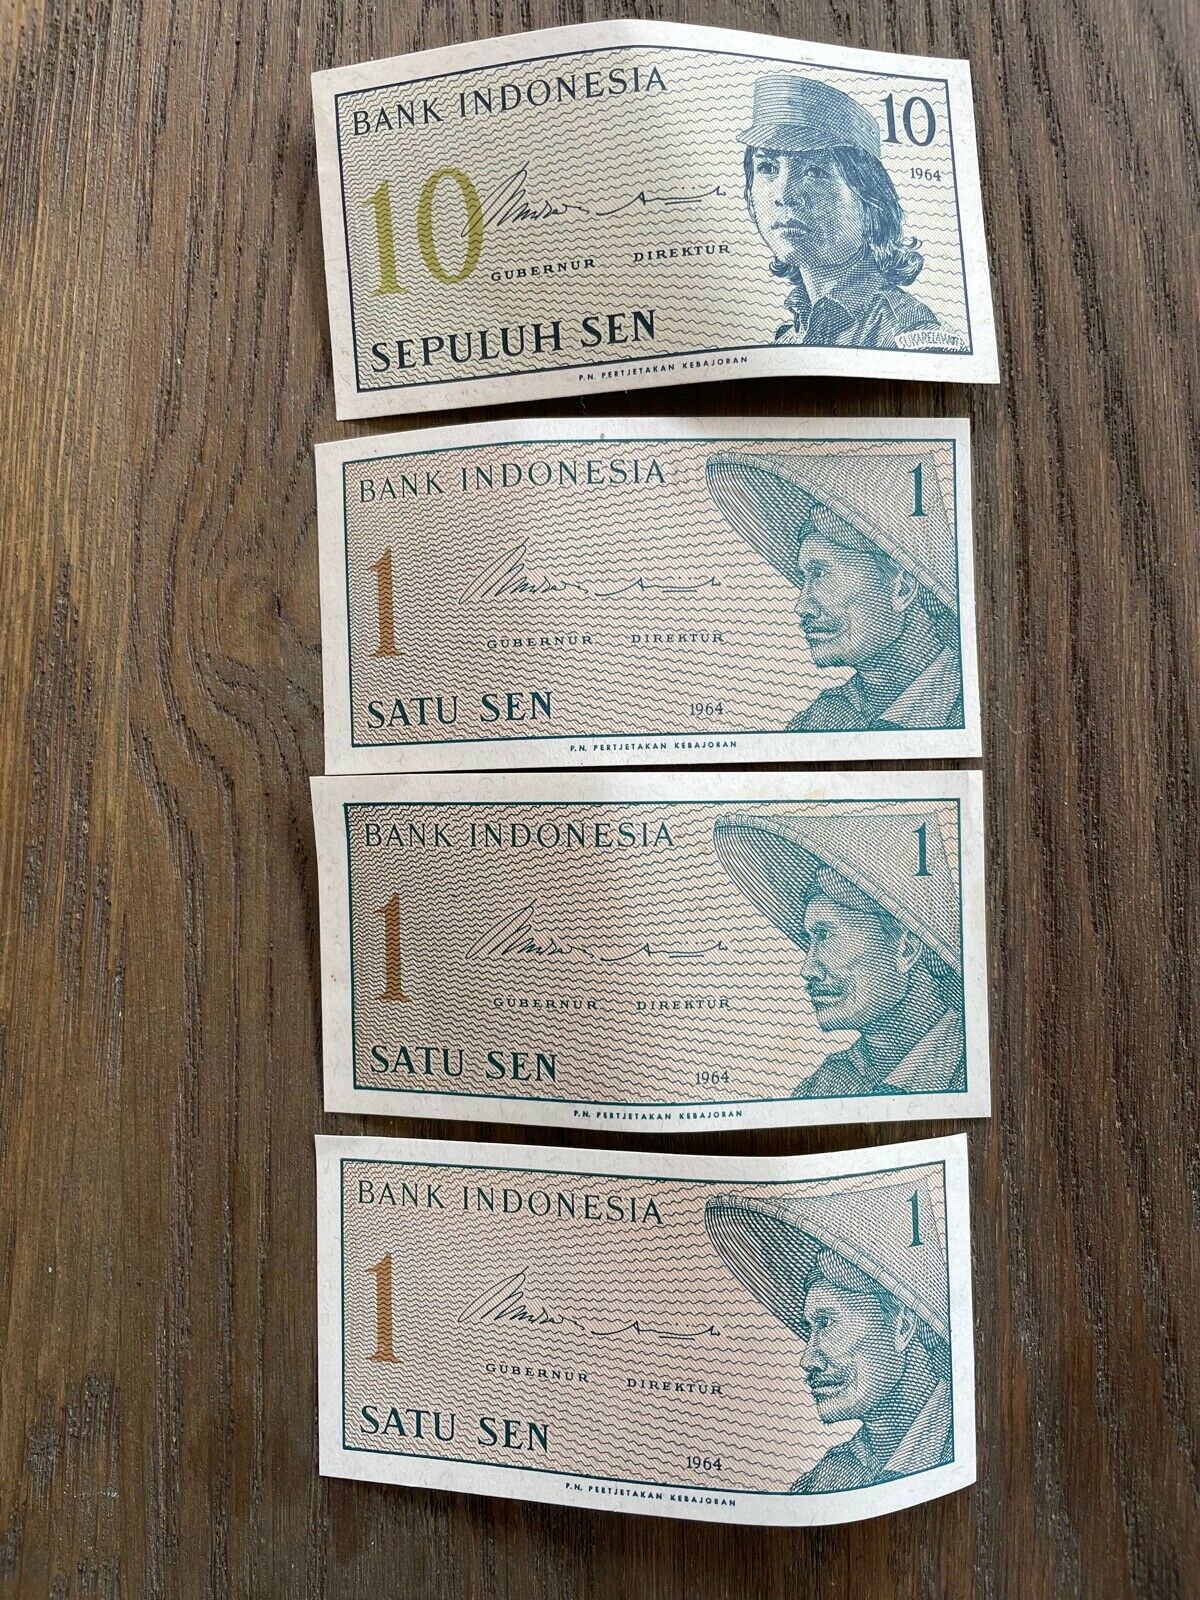 BANK INDONESIA
10
1964
10
GUBERNUR DIREKTUR
SEPULUH SEN
SUKARELAWATI
P.N. PERTJETAKAN KEBAJORAN
BANK INDONESIA
1
1
GUBERNUR DIREKTUR
SATU SEN
1964
P.N. PERTJETAKAN KEBAJORAN
BANK INDONESIA
1
1
GUBERNUR DIREKTUR
SATU SEN
1964
P.N. PERTJETAKAN KEBAJORAN
BANK INDONESIA
1
1
GUBERNUR DIREKTUR
SATU SEN
1964
P.N. PERTJETAKAN KEBAJORAN